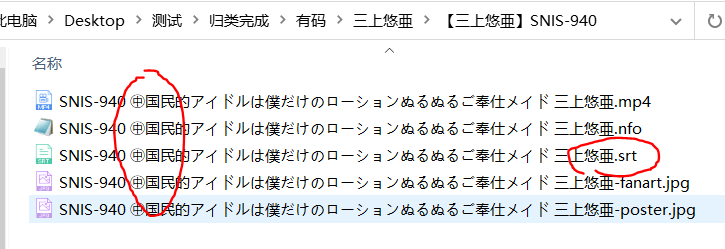 此电脑 > Desktop > 测试 > 归类完成 > 有码 > 三上悠亜 > 【三上悠亜】SNIS-940
名称
SNIS-940 ㊥国民的アイドルは僕だけのローションぬるぬるご奉仕メイド 三上悠亜.mp4
SNIS-940 ㊥国民的アイドルは僕だけのローションぬるぬるご奉仕メイド 三上悠亜.nfo
SNIS-940 ㊥国民的アイドルは僕だけのローションぬるぬるご奉仕メイド 三上悠亜.srt
SNIS-940 ㊥国民的アイドルは僕だけのローションぬるぬるご奉仕メイド 三上悠亜-fanart.jpg
SNIS-940 ㊥国民的アイドルは僕だけのローションぬるぬるご奉仕メイド 三上悠亜-poster.jpg